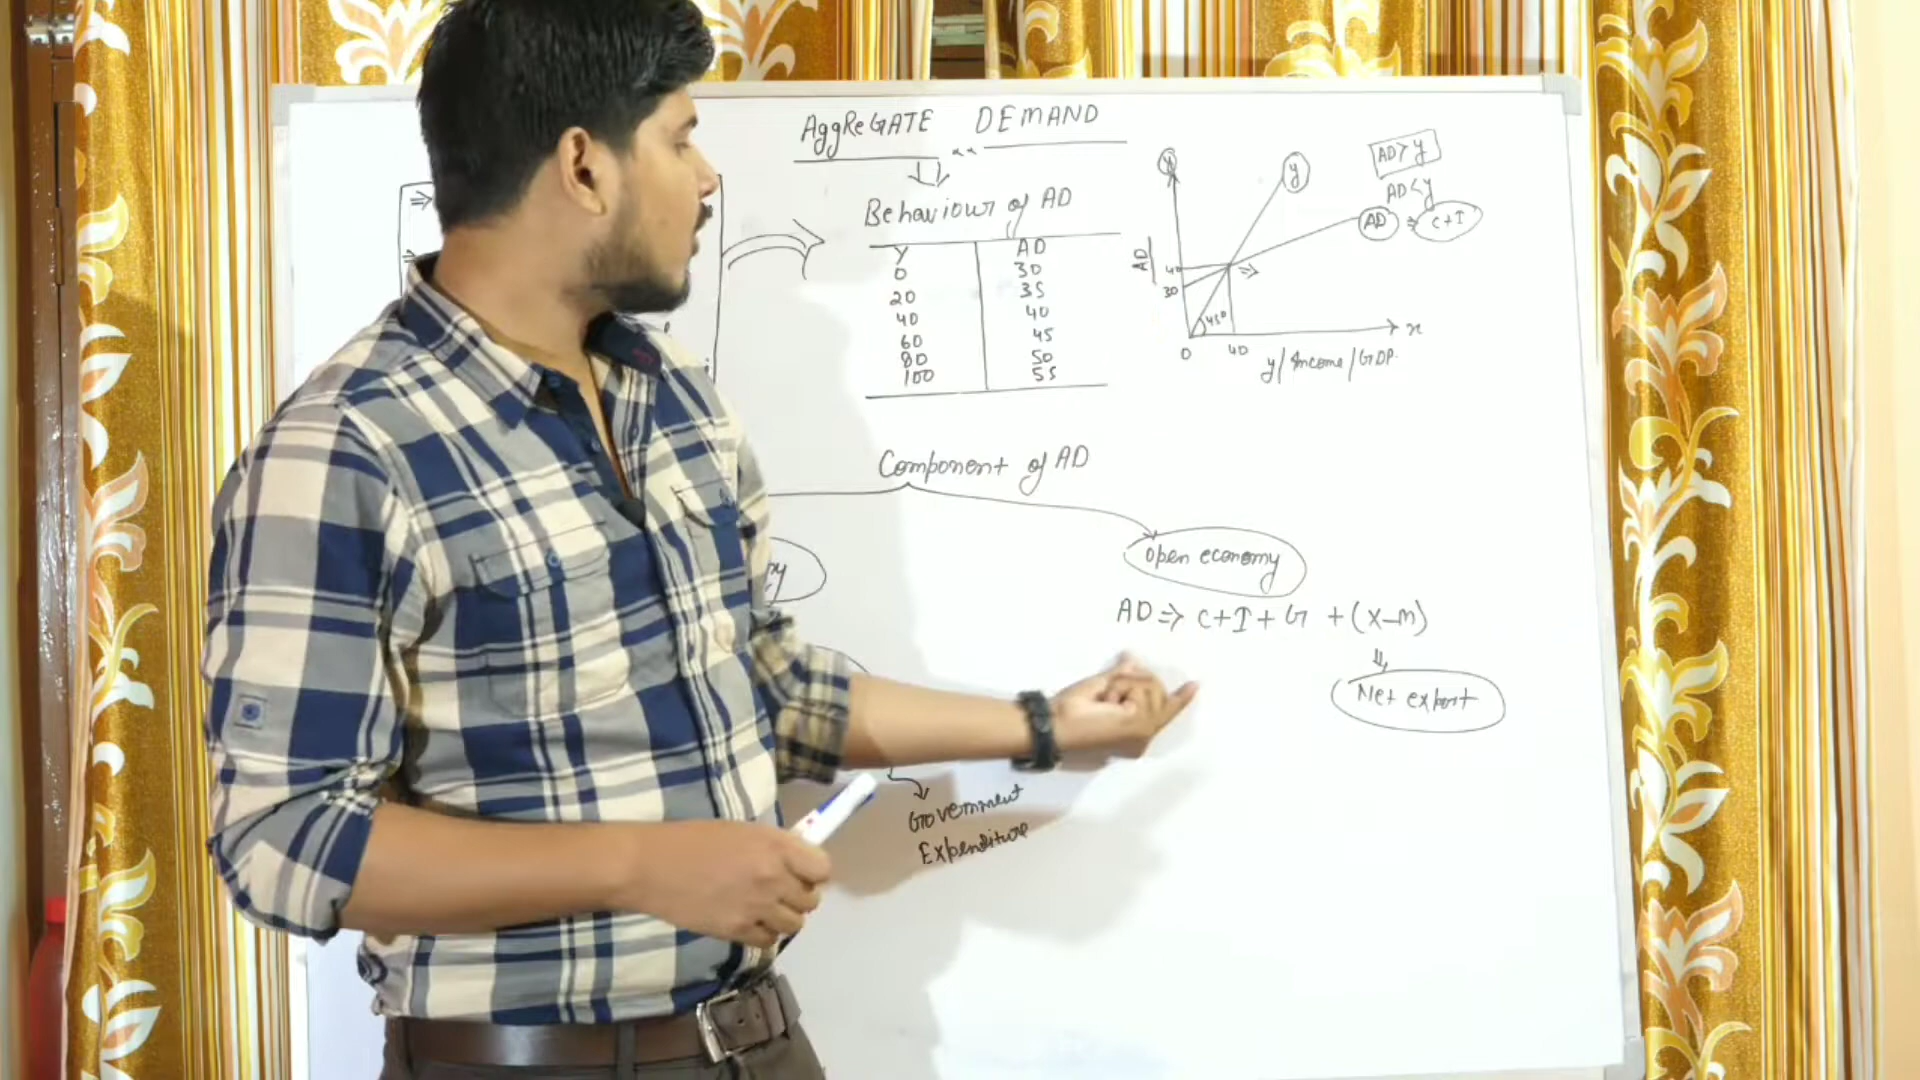 AggReGATE DEMAND
Behaviour of AD
Y AD
0 30
20 35
40 40
60 45
80 50
100 55
y
y
AD > y
AD < y
AD ⇒ C+I
AD
40
30
45°
0 40
x
y/Income/GDP.
Component of AD
Open economy
AD ⇒ C+I+G +(X-M)
Net export
Government
Expenditure